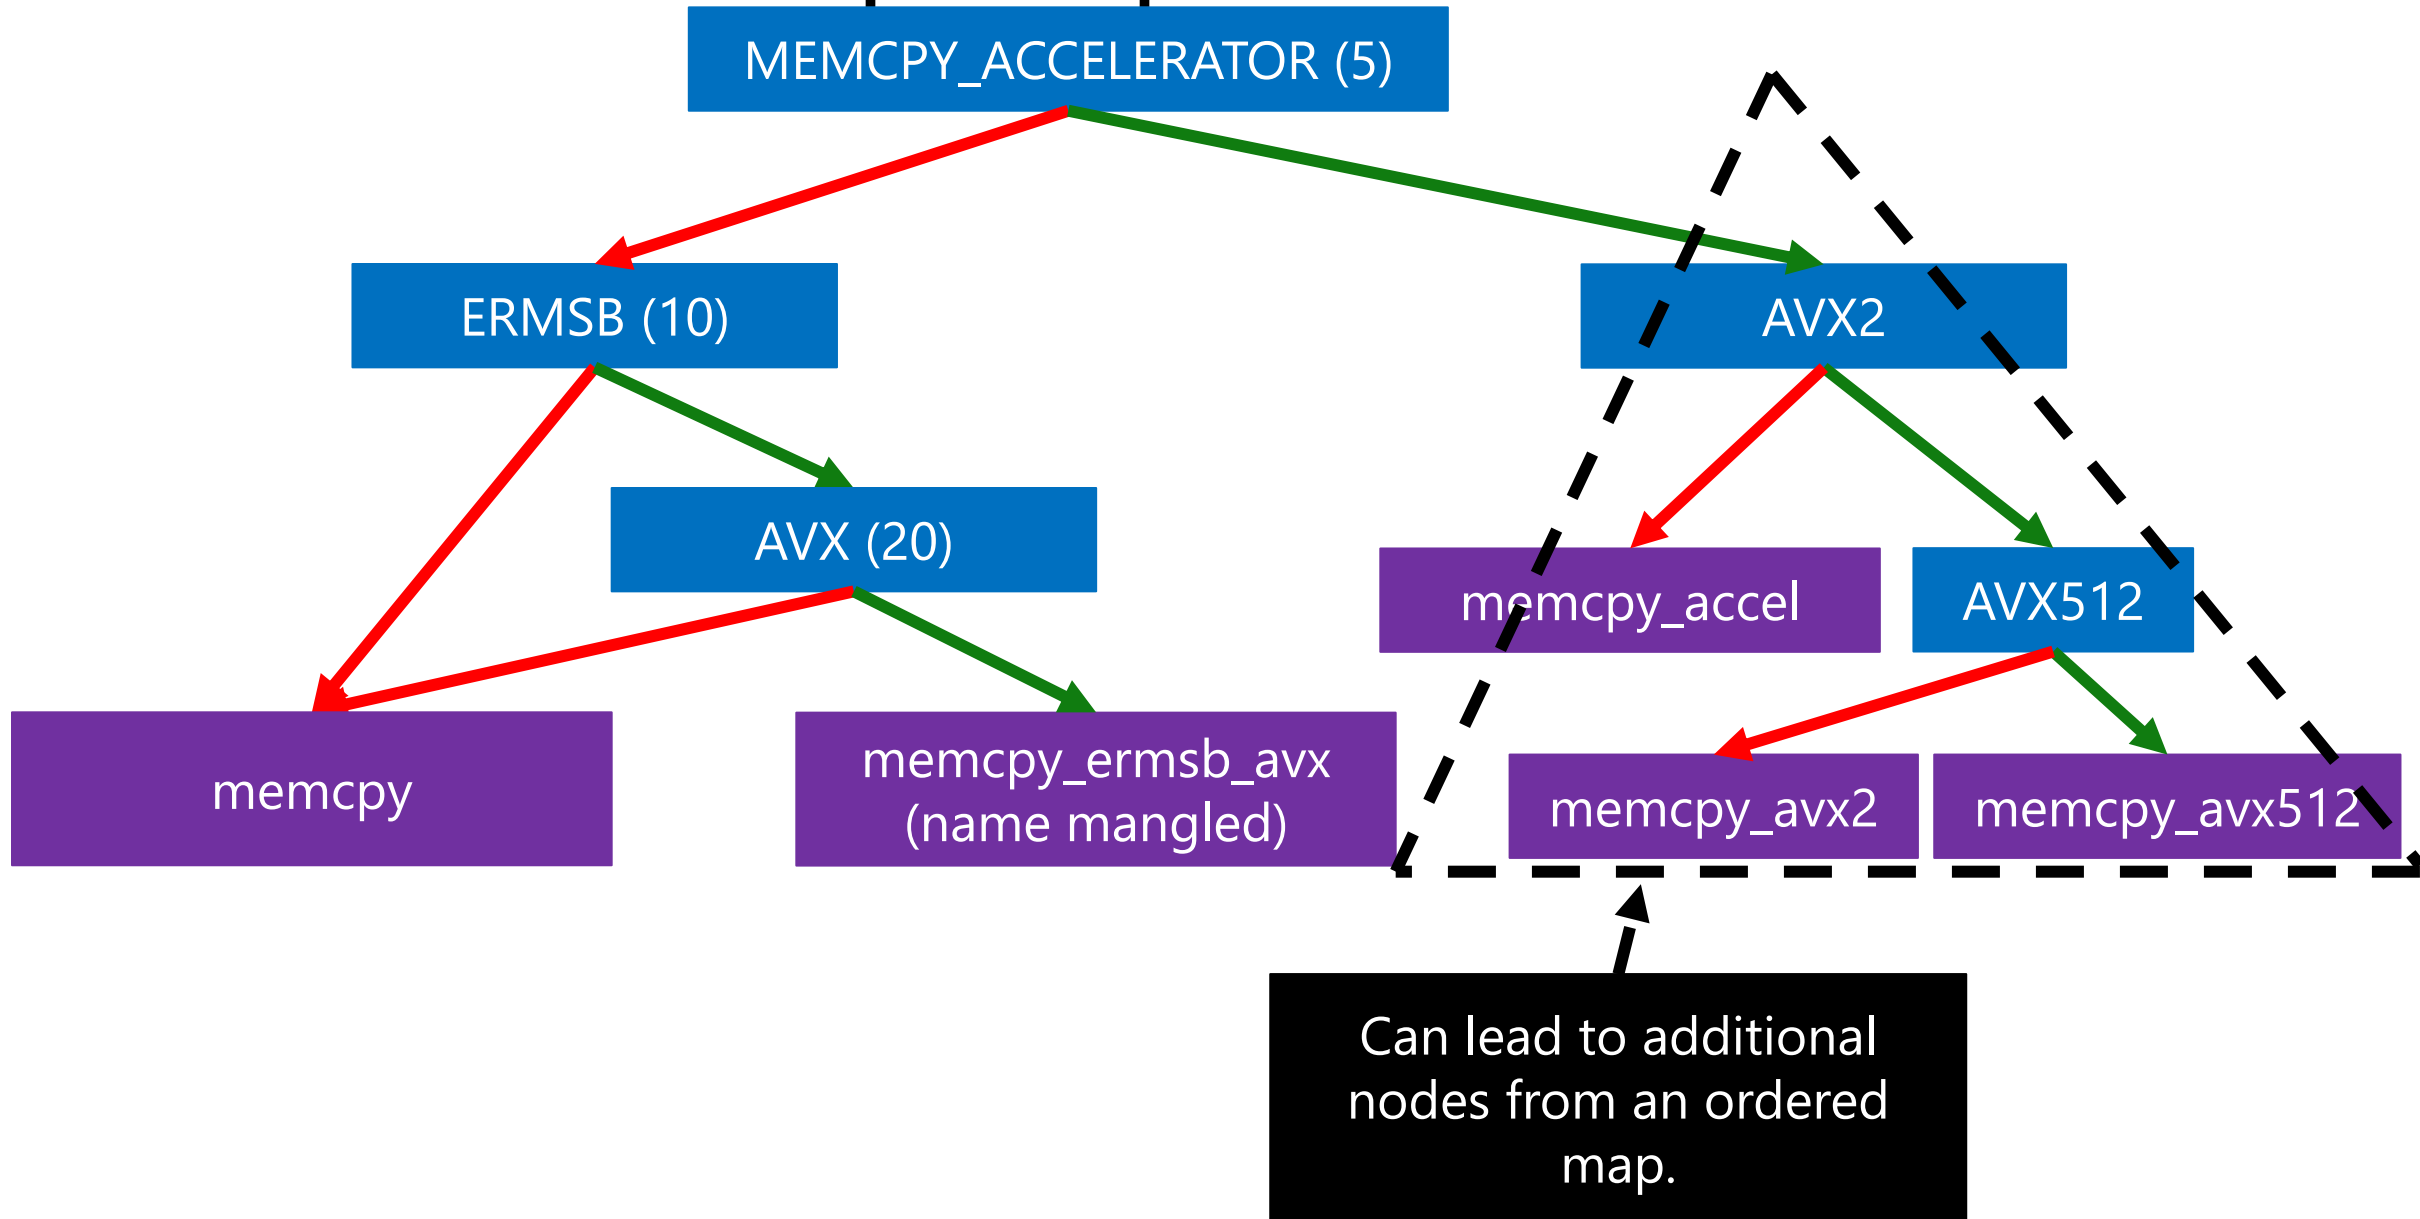 MEMCPY_ACCELERATOR (5)
ERMSB (10)
AVX2
AVX (20)
memcpy_accel
AVX512
memcpy
memcpy_ermsb_avx
(name mangled)
memcpy_avx2
memcpy_avx512
Can lead to additional
nodes from an ordered
map.